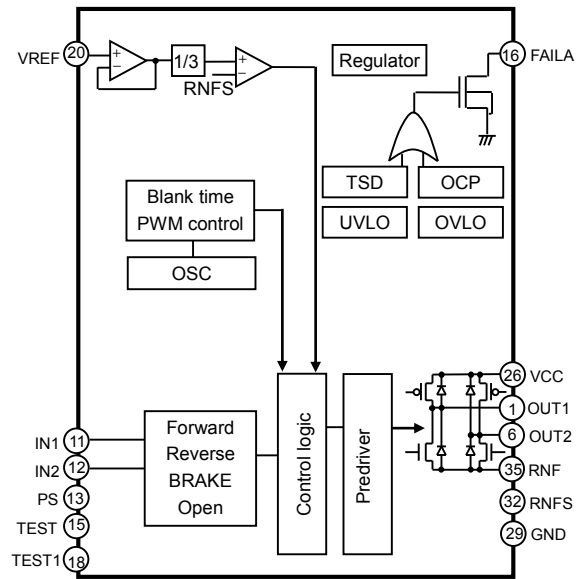 VREF 20
1/3
+
−
+
−
RNFS
Regulator
16 FAILA
TSD
OCP
UVLO
OVLO
Blank time
PWM control
OSC
26 VCC
1 OUT1
6 OUT2
35 RNF
32 RNFS
29 GND
IN1 11
IN2 12
PS 13
TEST 15
TEST1 18
Forward
Reverse
BRAKE
Open
Control logic
Predriver